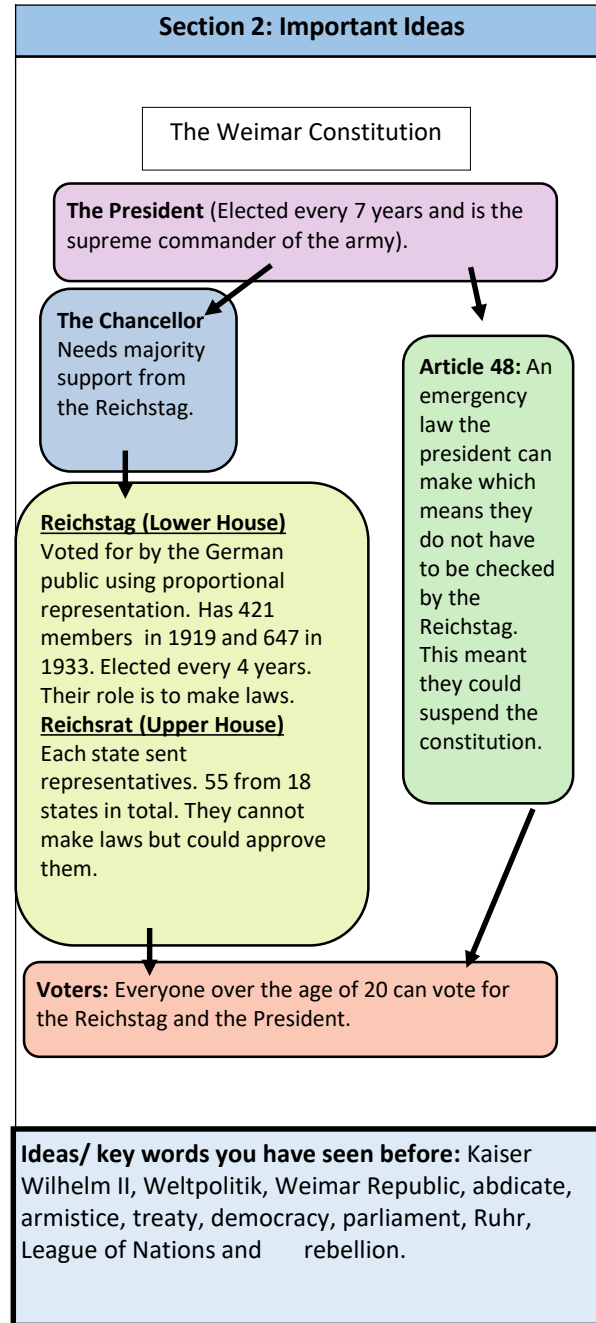 Section 2: Important Ideas
The Weimar Constitution
The President (Elected every 7 years and is the
supreme commander of the army).
The Chancellor
Needs majority
support from
the Reichstag.
Article 48: An
emergency
law the
president can
make which
means they
do not have
to be checked
by the
Reichstag.
This meant
they could
suspend the
constitution.
Reichstag (Lower House)
Voted for by the German
public using proportional
representation. Has 421
members in 1919 and 647 in
1933. Elected every 4 years.
Their role is to make laws.
Reichsrat (Upper House)
Each state sent
representatives. 55 from 18
states in total. They cannot
make laws but could approve
them.
Voters: Everyone over the age of 20 can vote for
the Reichstag and the President.
Ideas/ key words you have seen before: Kaiser
Wilhelm II, Weltpolitik, Weimar Republic, abdicate,
armistice, treaty, democracy, parliament, Ruhr,
League of Nations and rebellion.